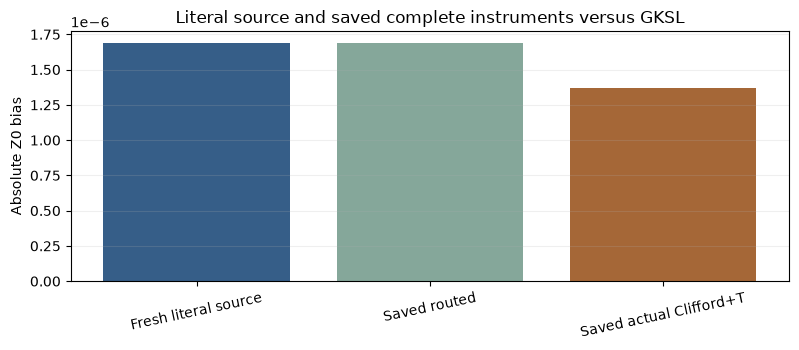 Literal source and saved complete instruments versus GKSL
1e−6
Absolute Z0 bias
1.75
1.50
1.25
1.00
0.75
0.50
0.25
0.00
Fresh literal source
Saved routed
Saved actual Clifford+T